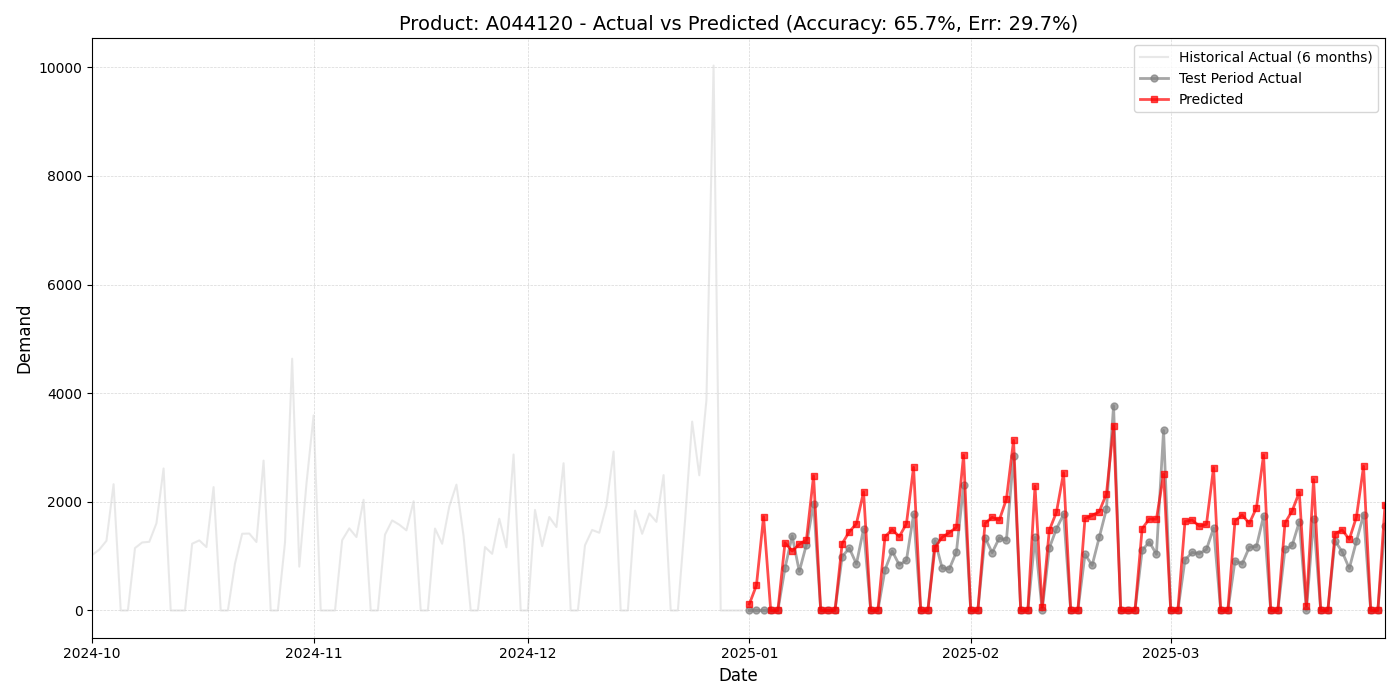 Product: A044120 - Actual vs Predicted (Accuracy: 65.7%, Err: 29.7%)
Historical Actual (6 months)
Test Period Actual
Predicted
Demand
10000
8000
6000
4000
2000
0
2024-10
2024-11
2024-12
2025-01
2025-02
2025-03
Date